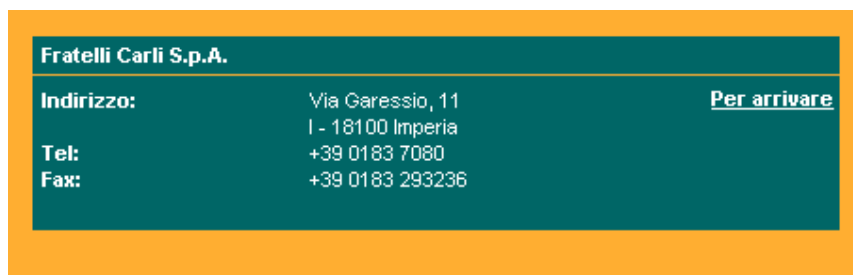 Fratelli Carli S.p.A.
Indirizzo: Via Garessio, 11 Per arrivare
I - 18100 Imperia
Tel: +39 0183 7080
Fax: +39 0183 293236